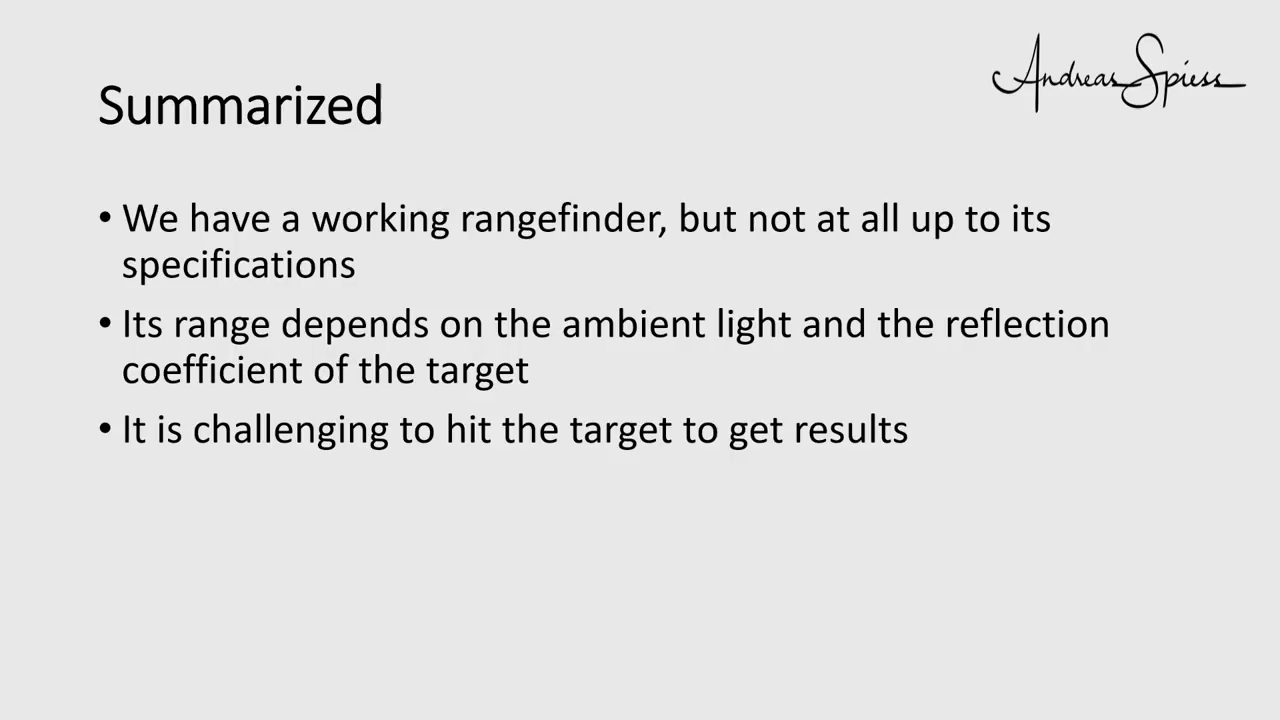 Andreas Spiess
Summarized
• We have a working rangefinder, but not at all up to its
specifications
• Its range depends on the ambient light and the reflection
coefficient of the target
• It is challenging to hit the target to get results